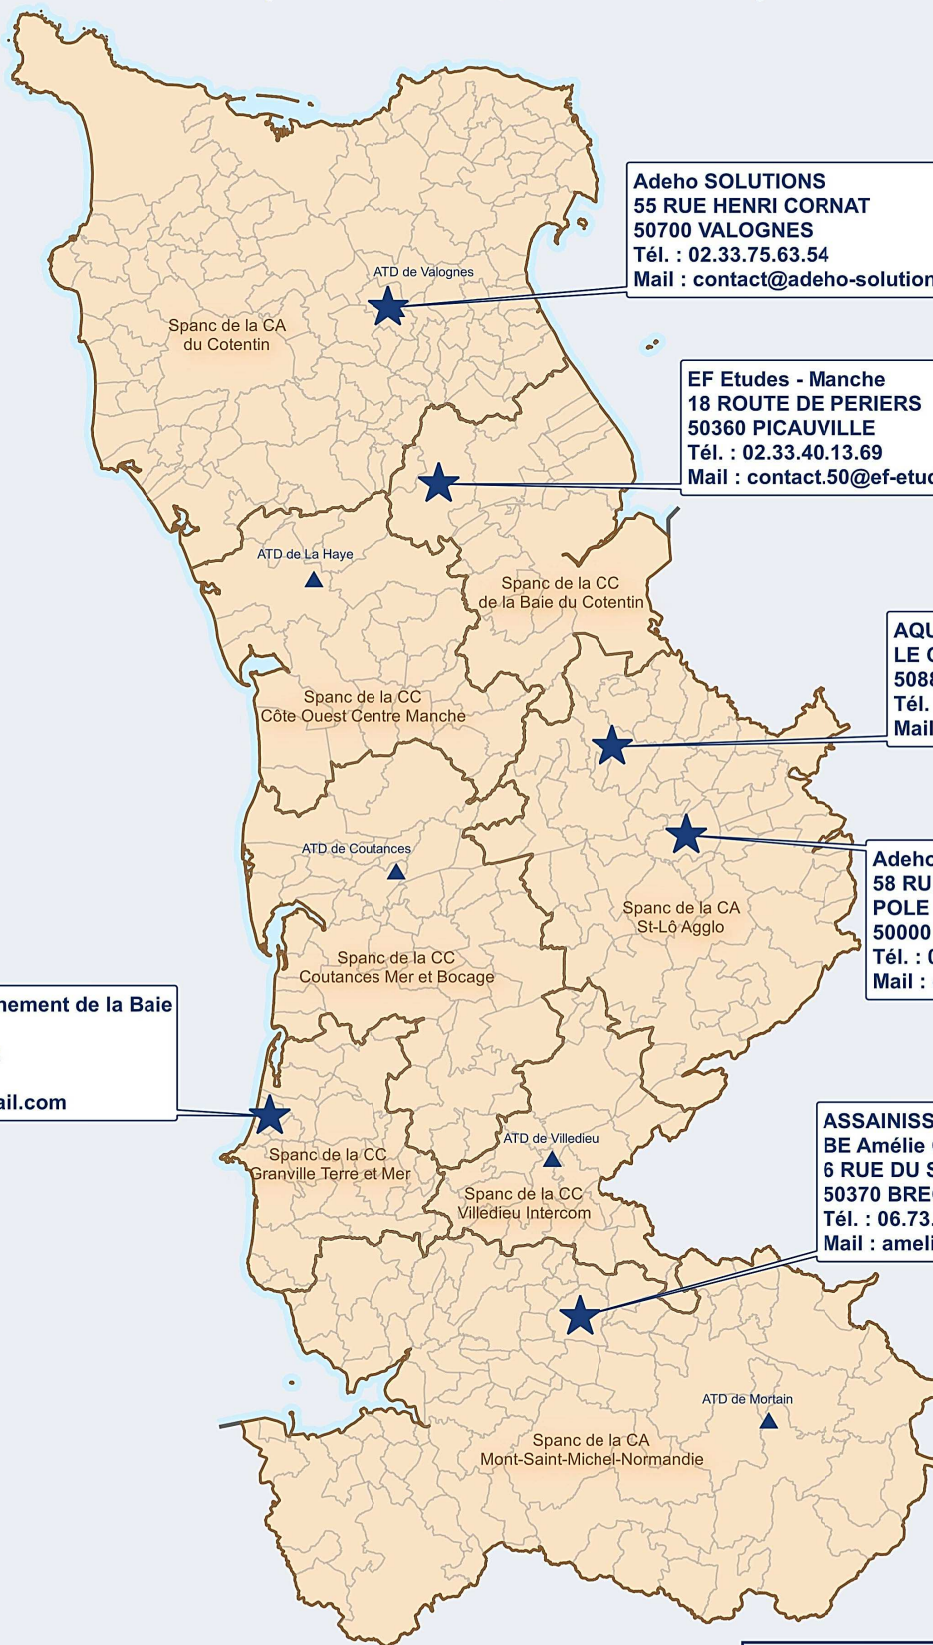 Adeho SOLUTIONS
55 RUE HENRI CORNAT
50700 VALOGNES
Tél. : 02.33.75.63.54
Mail : contact@adeho-solution
ATD de Valognes
Spanc de la CA
du Cotentin
EF Etudes - Manche
18 ROUTE DE PERIERS
50360 PICAUVILLE
Tél. : 02.33.40.13.69
Mail : contact.50@ef-etud
ATD de La Haye
Spanc de la CC
de la Baie du Cotentin
AQU
LE
5088
Tél.
Mail
Spanc de la CC
Côte Ouest Centre Manche
ATD de Coutances
Adeho
58 RU
POLE
50000
Tél. : 0
Mail :
Spanc de la CA
St-Lô Agglo
Spanc de la CC
Coutances Mer et Bocage
nement de la Baie
ail.com
ATD de Villedieu
Spanc de la CC
Granville Terre et Mer
Spanc de la CC
Villedieu Intercom
ASSAINISS
BE Amélie
6 RUE DU S
50370 BRE
Tél. : 06.73.
Mail : ameli
ATD de Mortain
Spanc de la CA
Mont-Saint-Michel-Normandie